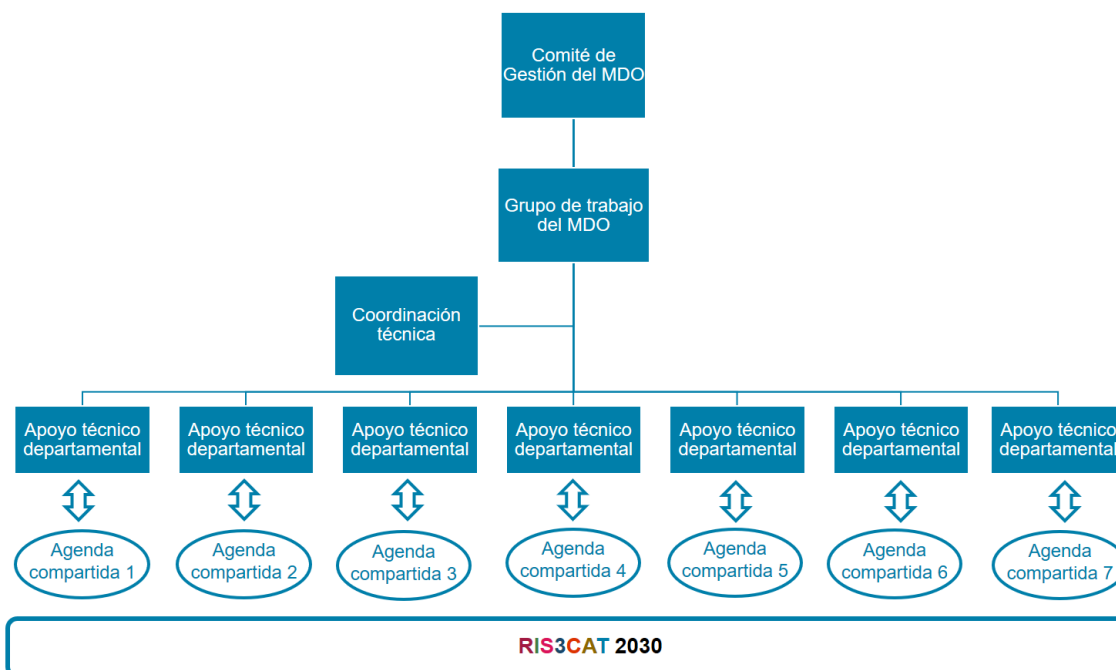 Comité de
Gestión del MDO
Grupo de trabajo
del MDO
Coordinación
técnica
Apoyo técnico
departamental
Apoyo técnico
departamental
Apoyo técnico
departamental
Apoyo técnico
departamental
Apoyo técnico
departamental
Apoyo técnico
departamental
Apoyo técnico
departamental
Agenda
compartida 1
Agenda
compartida 2
Agenda
compartida 3
Agenda
compartida 4
Agenda
compartida 5
Agenda
compartida 6
Agenda
compartida 7
RIS3CAT 2030